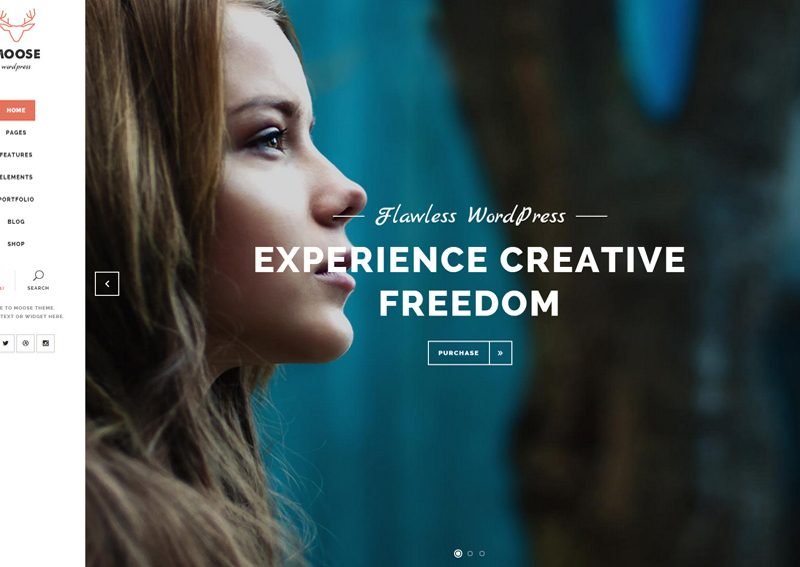 MOOSE
wordpress
HOME
PAGES
FEATURES
ELEMENTS
PORTFOLIO
BLOG
SHOP
SEARCH
TO MOOSE THEME.
TEXT OR WIDGET HERE.
Flawless WordPress
EXPERIENCE CREATIVE
FREEDOM
PURCHASE »